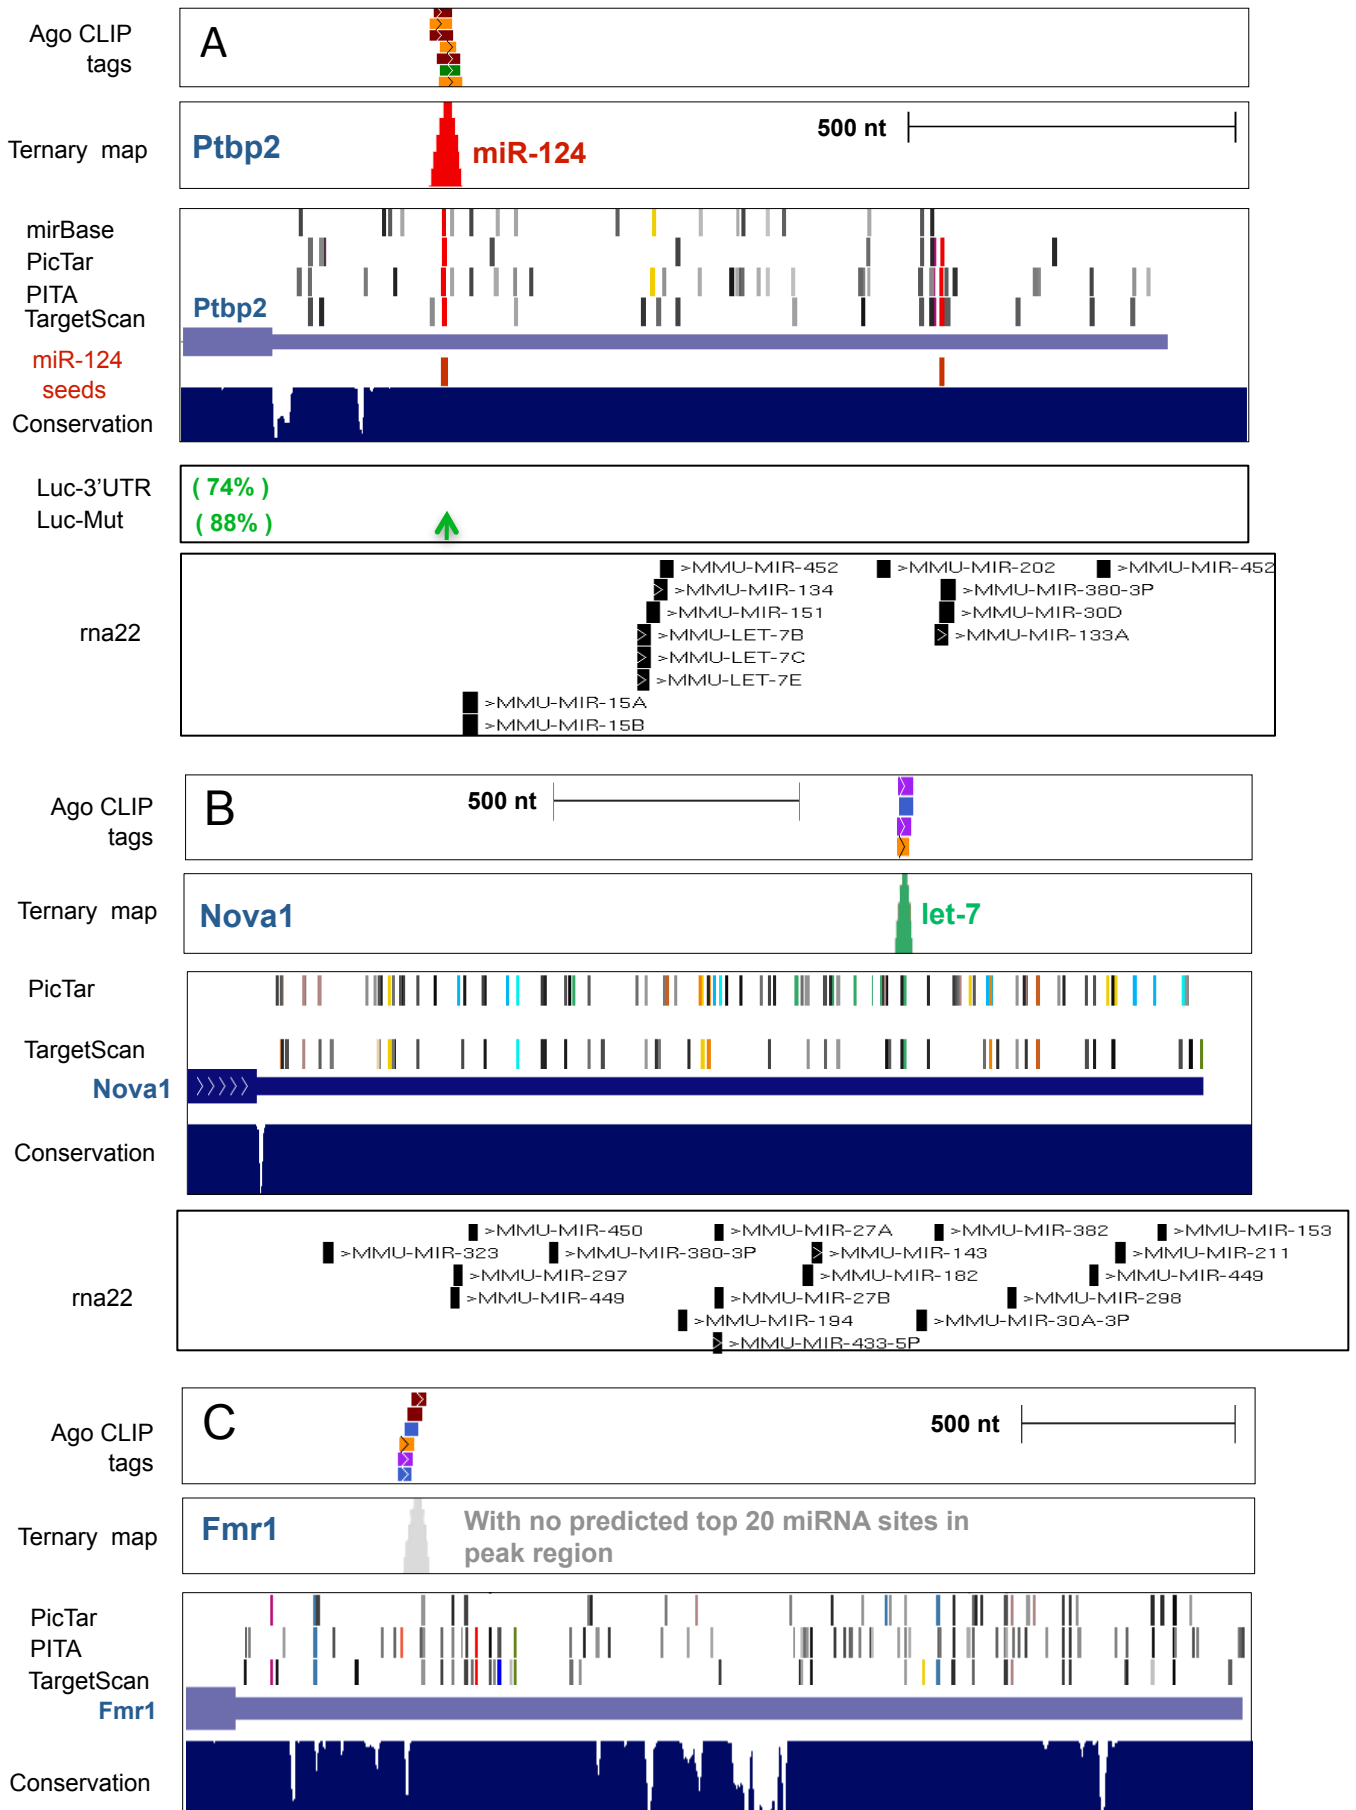 Ago CLIP
tags
A
Ternary map
Ptbp2
miR-124
500 nt
mirBase
PicTar
PITA
TargetScan
Ptbp2
miR-124
seeds
Conservation
Luc-3'UTR
( 74% )
Luc-Mut
( 88% )
rna22
>MMU-MIR-452
>MMU-MIR-202
>MMU-MIR-452
>MMU-MIR-134
>MMU-MIR-380-3P
>MMU-MIR-151
>MMU-MIR-30D
>MMU-LET-7B
>MMU-MIR-133A
>MMU-LET-7C
>MMU-LET-7E
>MMU-MIR-15A
>MMU-MIR-15B
Ago CLIP
tags
B
500 nt
Ternary map
Nova1
let-7
PicTar
TargetScan
Nova1
Conservation
rna22
>MMU-MIR-450
>MMU-MIR-27A
>MMU-MIR-382
>MMU-MIR-153
>MMU-MIR-323
>MMU-MIR-380-3P
>MMU-MIR-143
>MMU-MIR-211
>MMU-MIR-297
>MMU-MIR-182
>MMU-MIR-449
>MMU-MIR-449
>MMU-MIR-27B
>MMU-MIR-298
>MMU-MIR-194
>MMU-MIR-30A-3P
>MMU-MIR-433-5P
Ago CLIP
tags
C
500 nt
Ternary map
Fmr1
With no predicted top 20 miRNA sites in
peak region
PicTar
PITA
TargetScan
Fmr1
Conservation